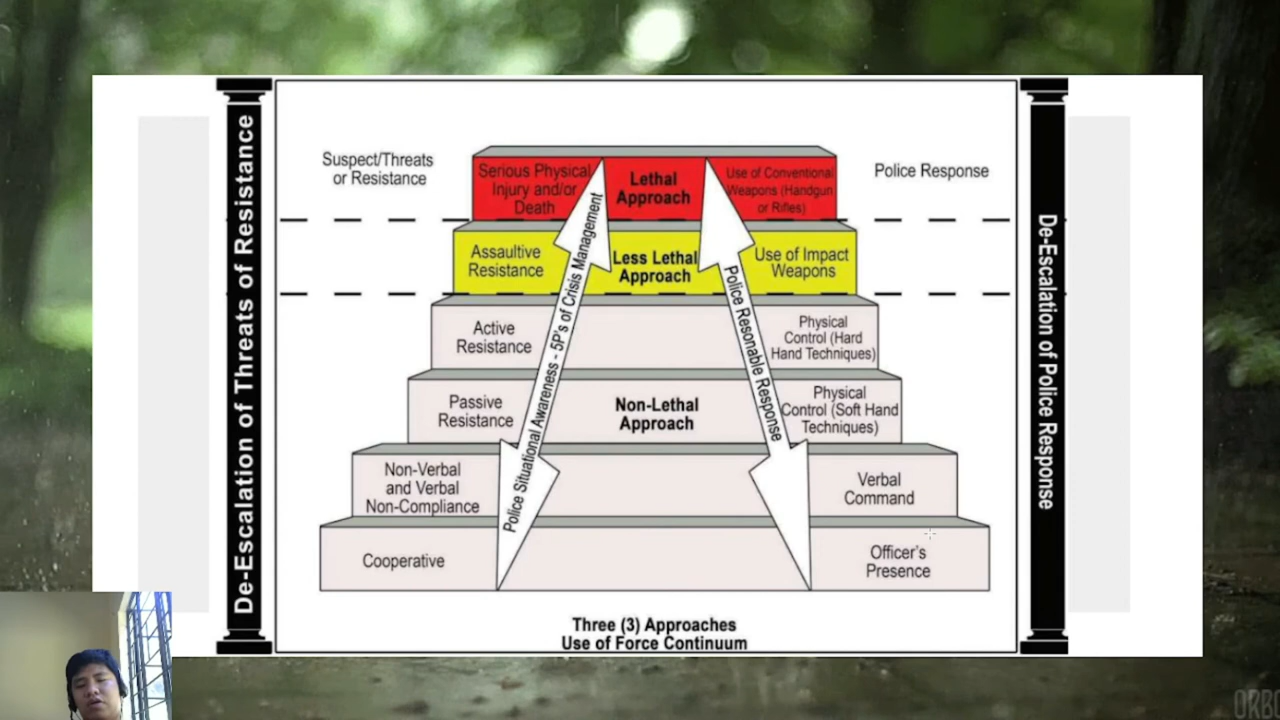 De-Escalation of Threats of Resistance
Suspect/Threats
or Resistance
Serious Physical
Injury and/or
Death
Lethal
Approach
Use of Conventional
Weapons (Handgun
or Rifles)
Police Response
Assaultive
Resistance
Less Lethal
Approach
Use of Impact
Weapons
Active
Resistance
Physical
Control (Hard
Hand Techniques)
Passive
Resistance
Non-Lethal
Approach
Physical
Control (Soft Hand
Techniques)
Non-Verbal
and Verbal
Non-Compliance
Verbal
Command
Cooperative
Officer's
Presence
Police Situational Awareness - 5P's of Crisis Management
Police Resonable Response
De-Escalation of Police Response
Three (3) Approaches
Use of Force Continuum